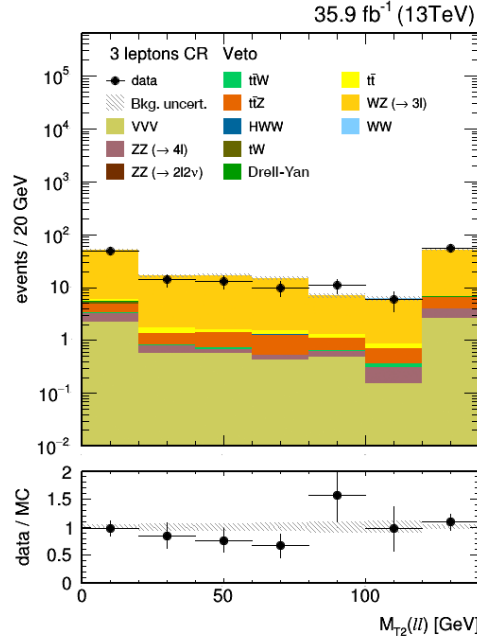 35.9 fb⁻¹ (13TeV)
3 leptons CR Veto
data
Bkg. uncert.
VVV
ZZ (→ 4l)
ZZ (→ 2l2ν)
tt̄W
tt̄Z
HWW
tW
Drell-Yan
tt̄
WZ (→ 3l)
WW
events / 20 GeV
10⁵
10⁴
10³
10²
10
1
10⁻¹
10⁻²
data / MC
2
1.5
1
0.5
0
0 50 100
M_T2(ll) [GeV]